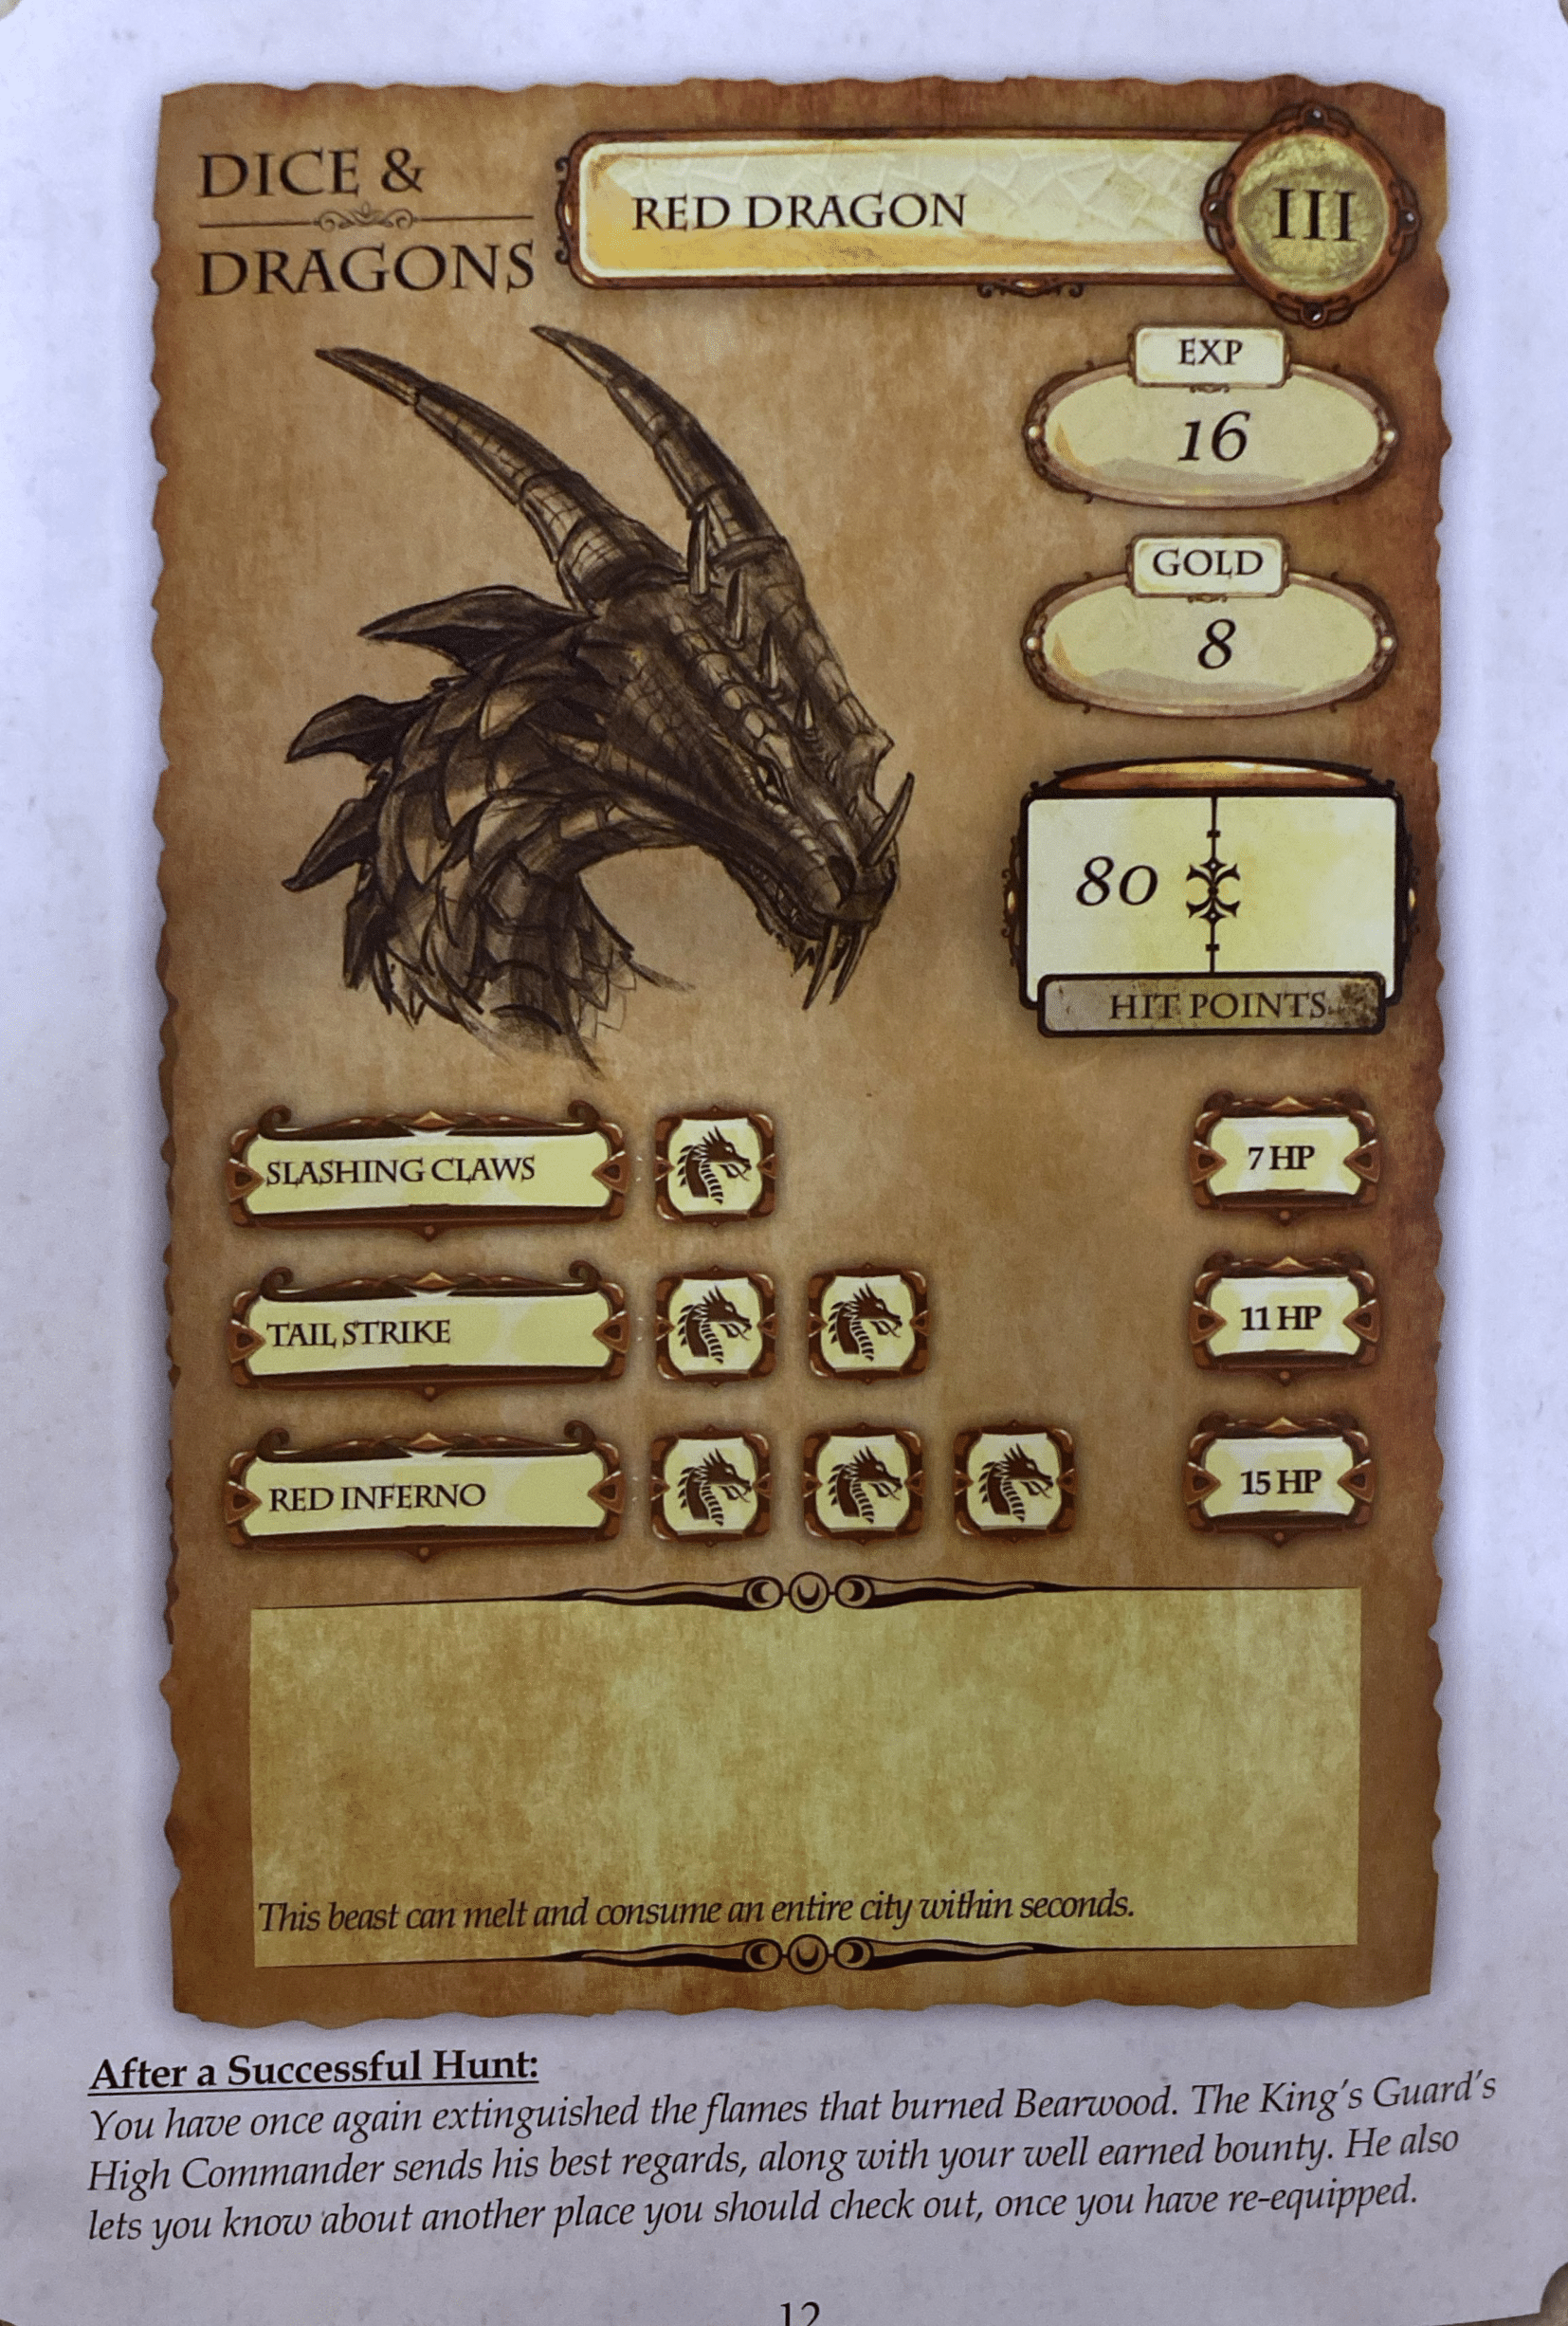 DICE &
DRAGONS
RED DRAGON
III
EXP
16
GOLD
8
80
HIT POINTS
SLASHING CLAWS
7 HP
TAIL STRIKE
11 HP
RED INFERNO
15 HP
This beast can melt and consume an entire city within seconds.
After a Successful Hunt:
You have once again extinguished the flames that burned Bearwood. The King's Guard's
High Commander sends his best regards, along with your well earned bounty. He also
lets you know about another place you should check out, once you have re-equipped.
12